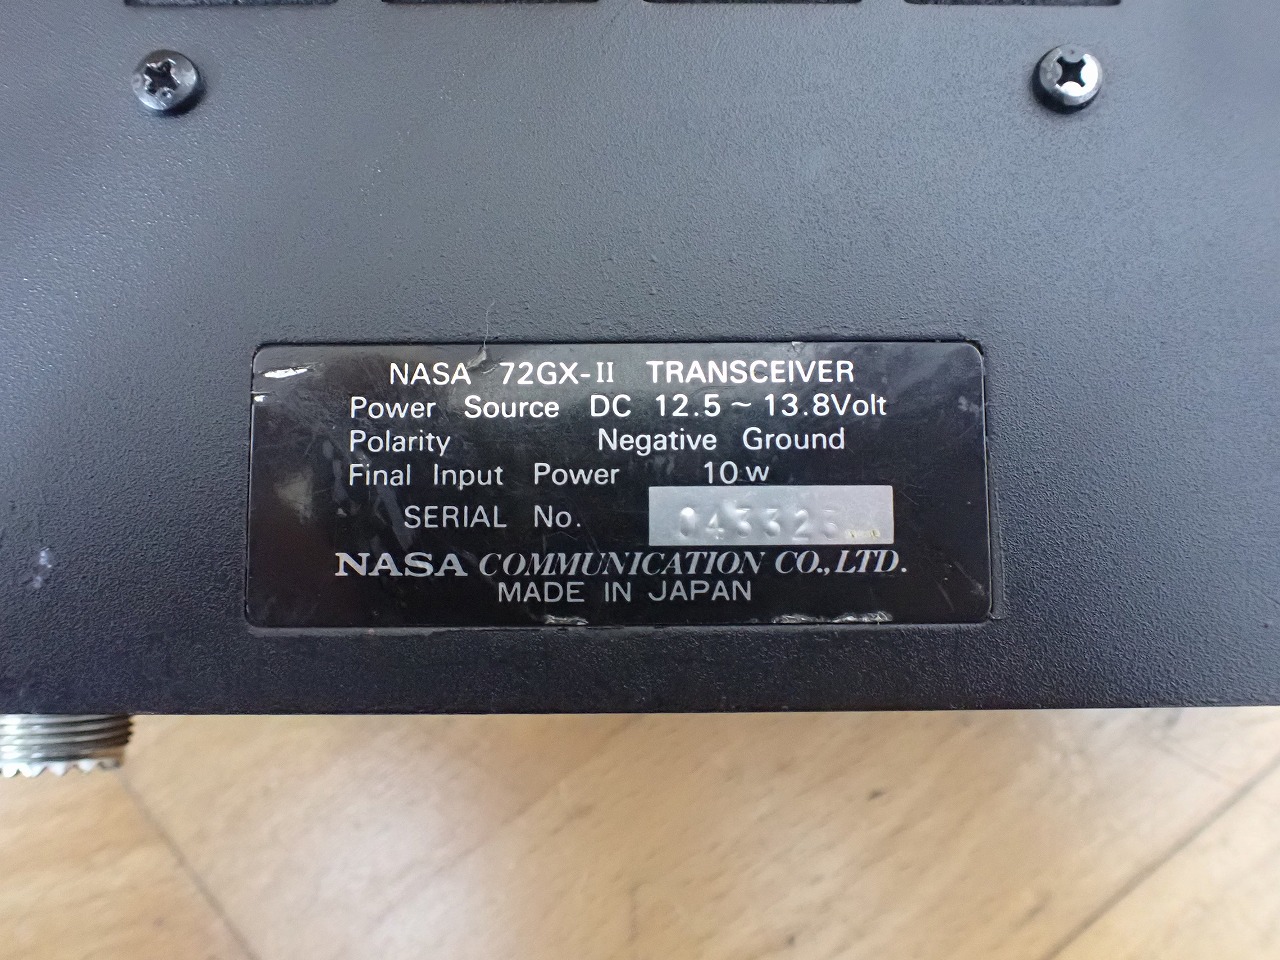 NASA 72GX-II TRANSCEIVER
Power Source DC 12.5 ~ 13.8Volt
Polarity Negative Ground
Final Input Power 10w
SERIAL No.
NASA COMMUNICATION CO.,LTD.
MADE IN JAPAN